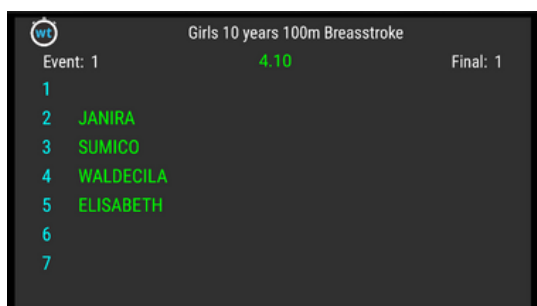 wt Girls 10 years 100m Breasstroke
Event: 1 4.10 Final: 1
1
2 JANIRA
3 SUMICO
4 WALDECILA
5 ELISABETH
6
7